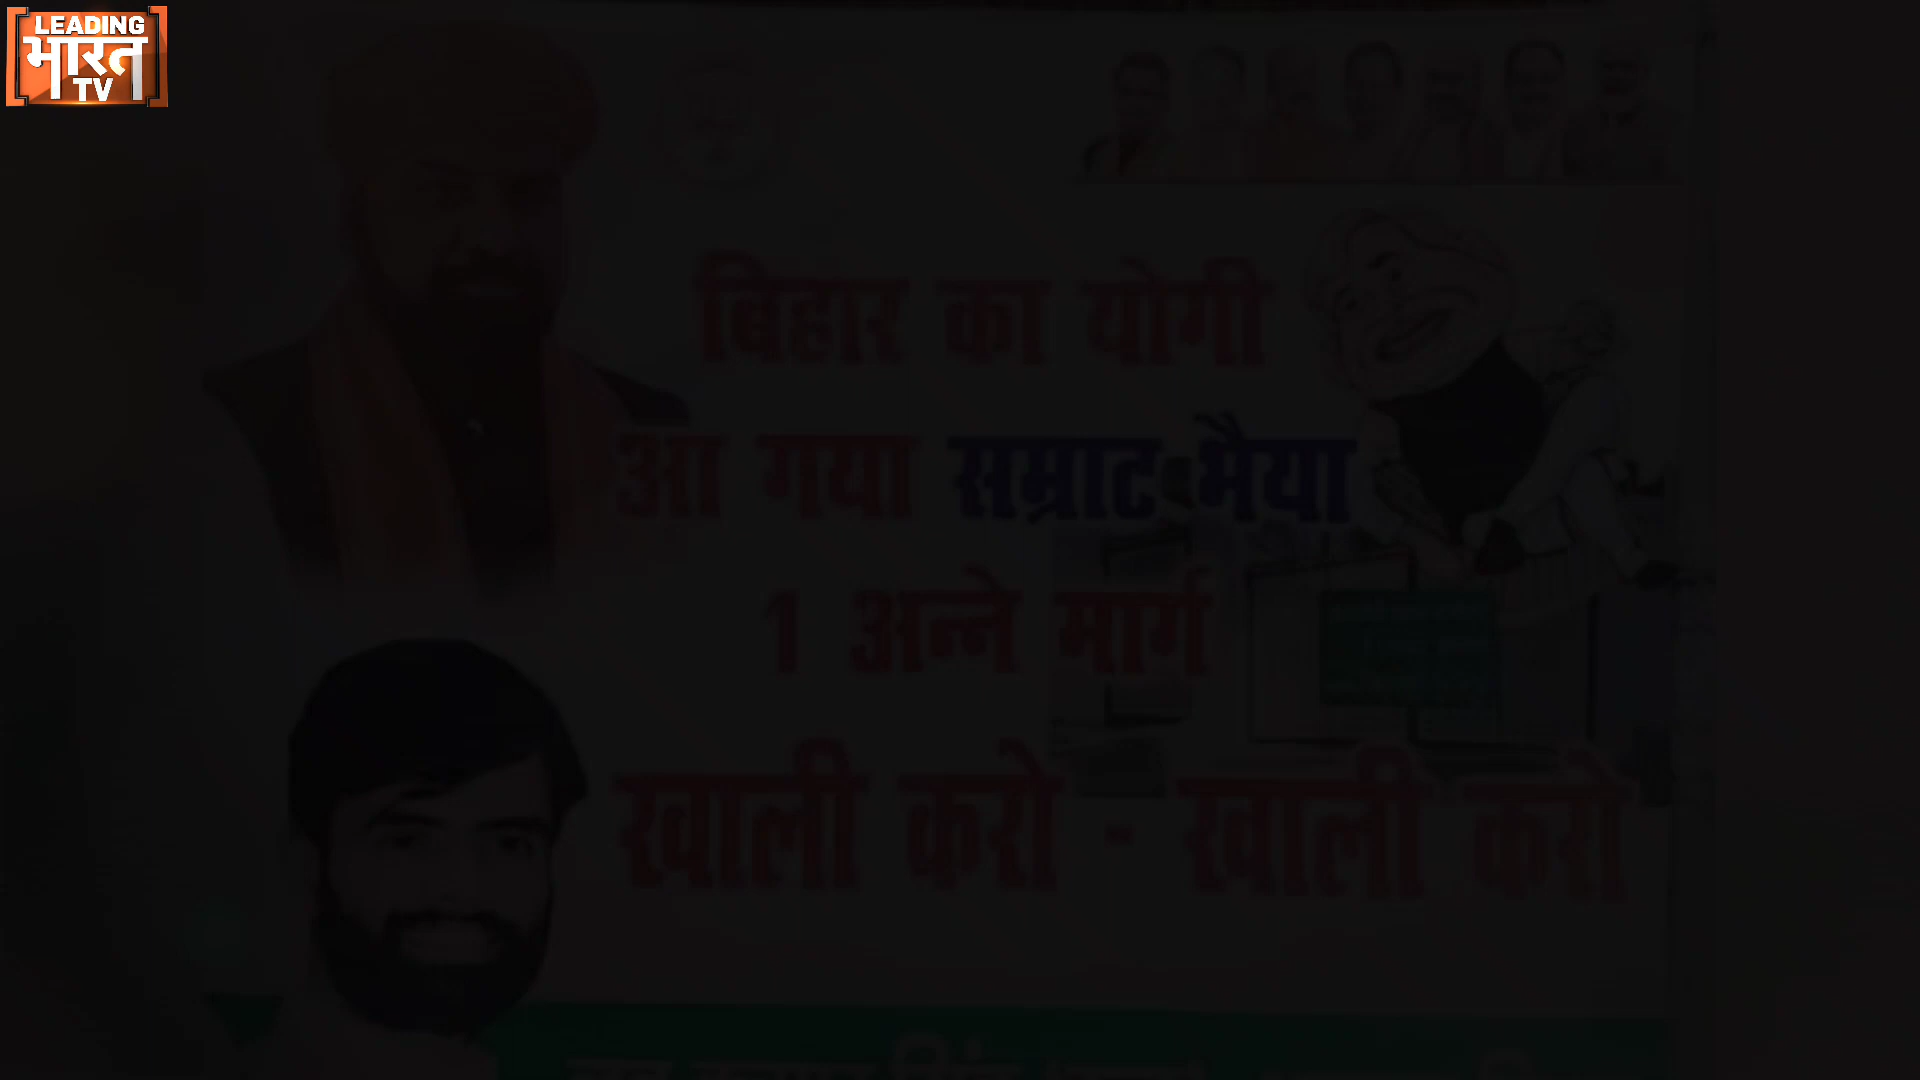 LEADING
भारत
TV
बिहार का योगी
आ गया सम्राट भैया
1 अन्ने मार्ग
खाली करो - खाली करो